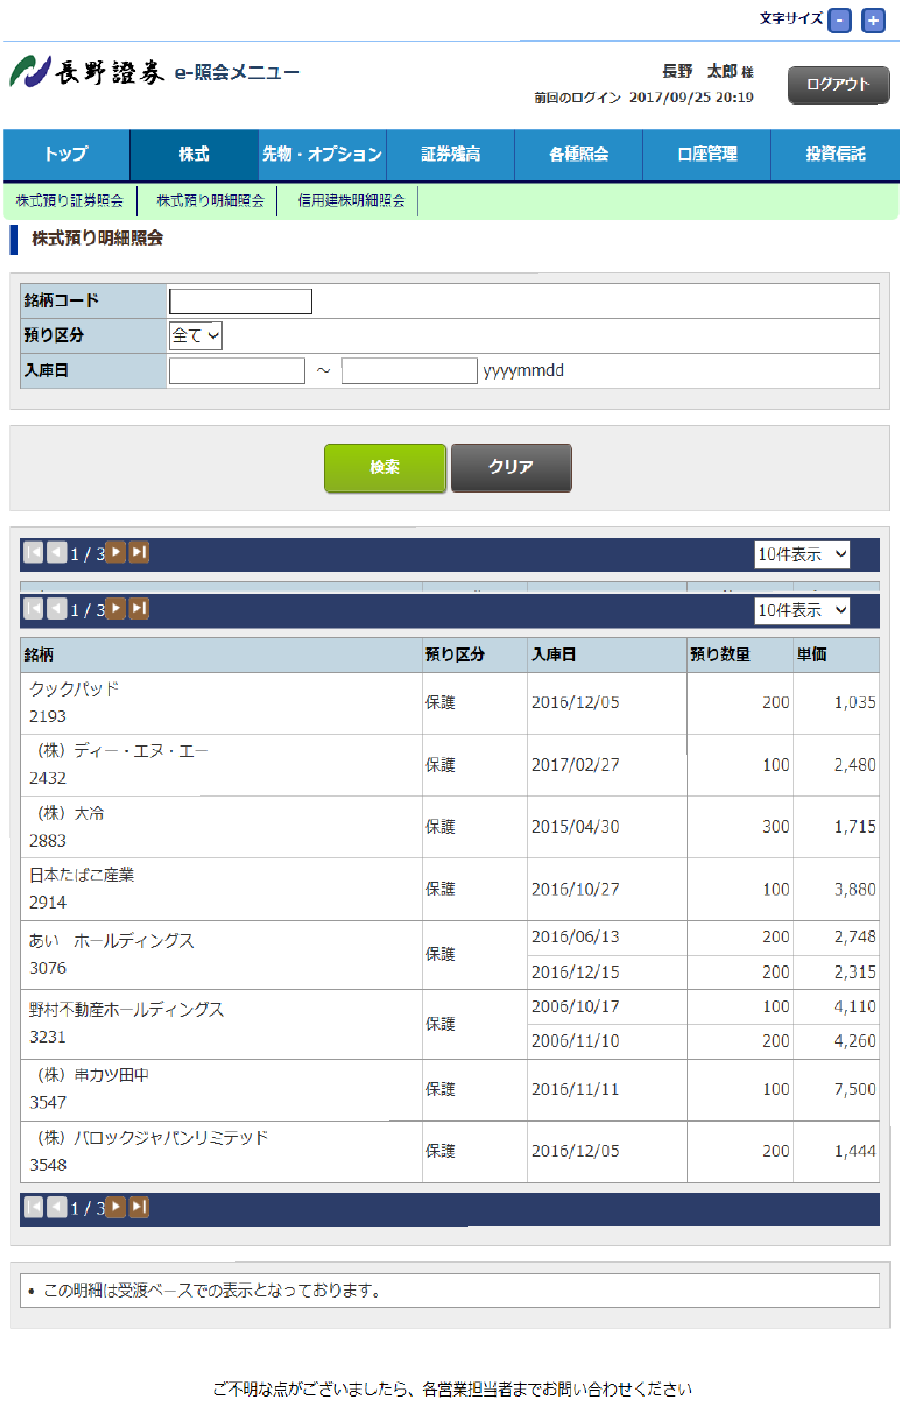 文字サイズ - +
長野證券 e-照会メニュー
長野　太郎 様
前回のログイン 2017/09/25 20:19
ログアウト
トップ 株式 先物・オプション 証券残高 各種照会 口座管理 投資信託
株式預り証券照会 株式預り明細照会 信用建株明細照会
株式預り明細照会
銘柄コード
預り区分 全て
入庫日 ～ yyyymmdd
検索 クリア
1 / 3 10件表示
1 / 3 10件表示
銘柄 預り区分 入庫日 預り数量 単価
クックパッド
2193 保護 2016/12/05 200 1,035
（株）ディー・エヌ・エー
2432 保護 2017/02/27 100 2,480
（株）大冷
2883 保護 2015/04/30 300 1,715
日本たばこ産業
2914 保護 2016/10/27 100 3,880
あい　ホールディングス
3076 保護 2016/06/13 200 2,748
2016/12/15 200 2,315
野村不動産ホールディングス
3231 保護 2006/10/17 100 4,110
2006/11/10 200 4,260
（株）串カツ田中
3547 保護 2016/11/11 100 7,500
（株）バロックジャパンリミテッド
3548 保護 2016/12/05 200 1,444
1 / 3
• この明細は受渡ベースでの表示となっております。
ご不明な点がございましたら、各営業担当者までお問い合わせください